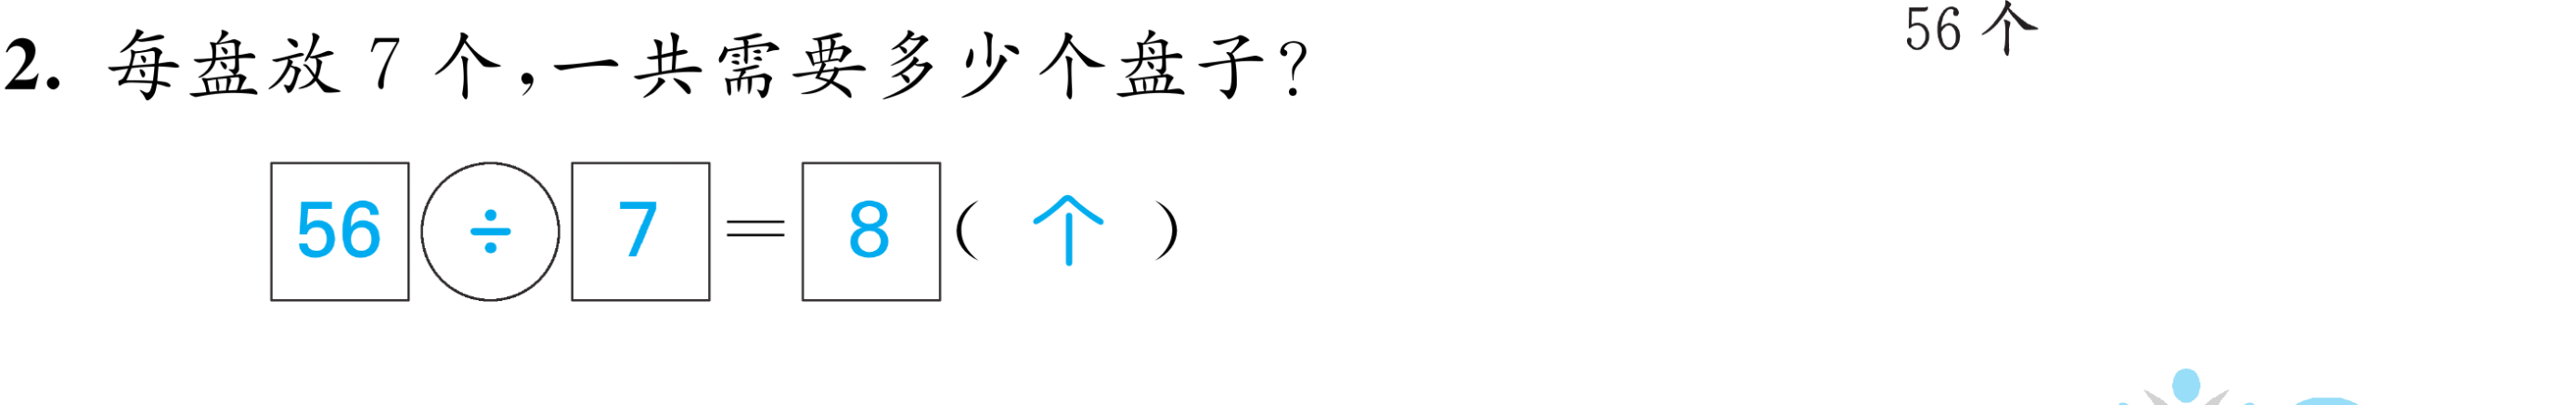 56 个
2. 每盘放 7 个,一共需要多少个盘子?
56 ÷ 7 = 8 ( 个 )